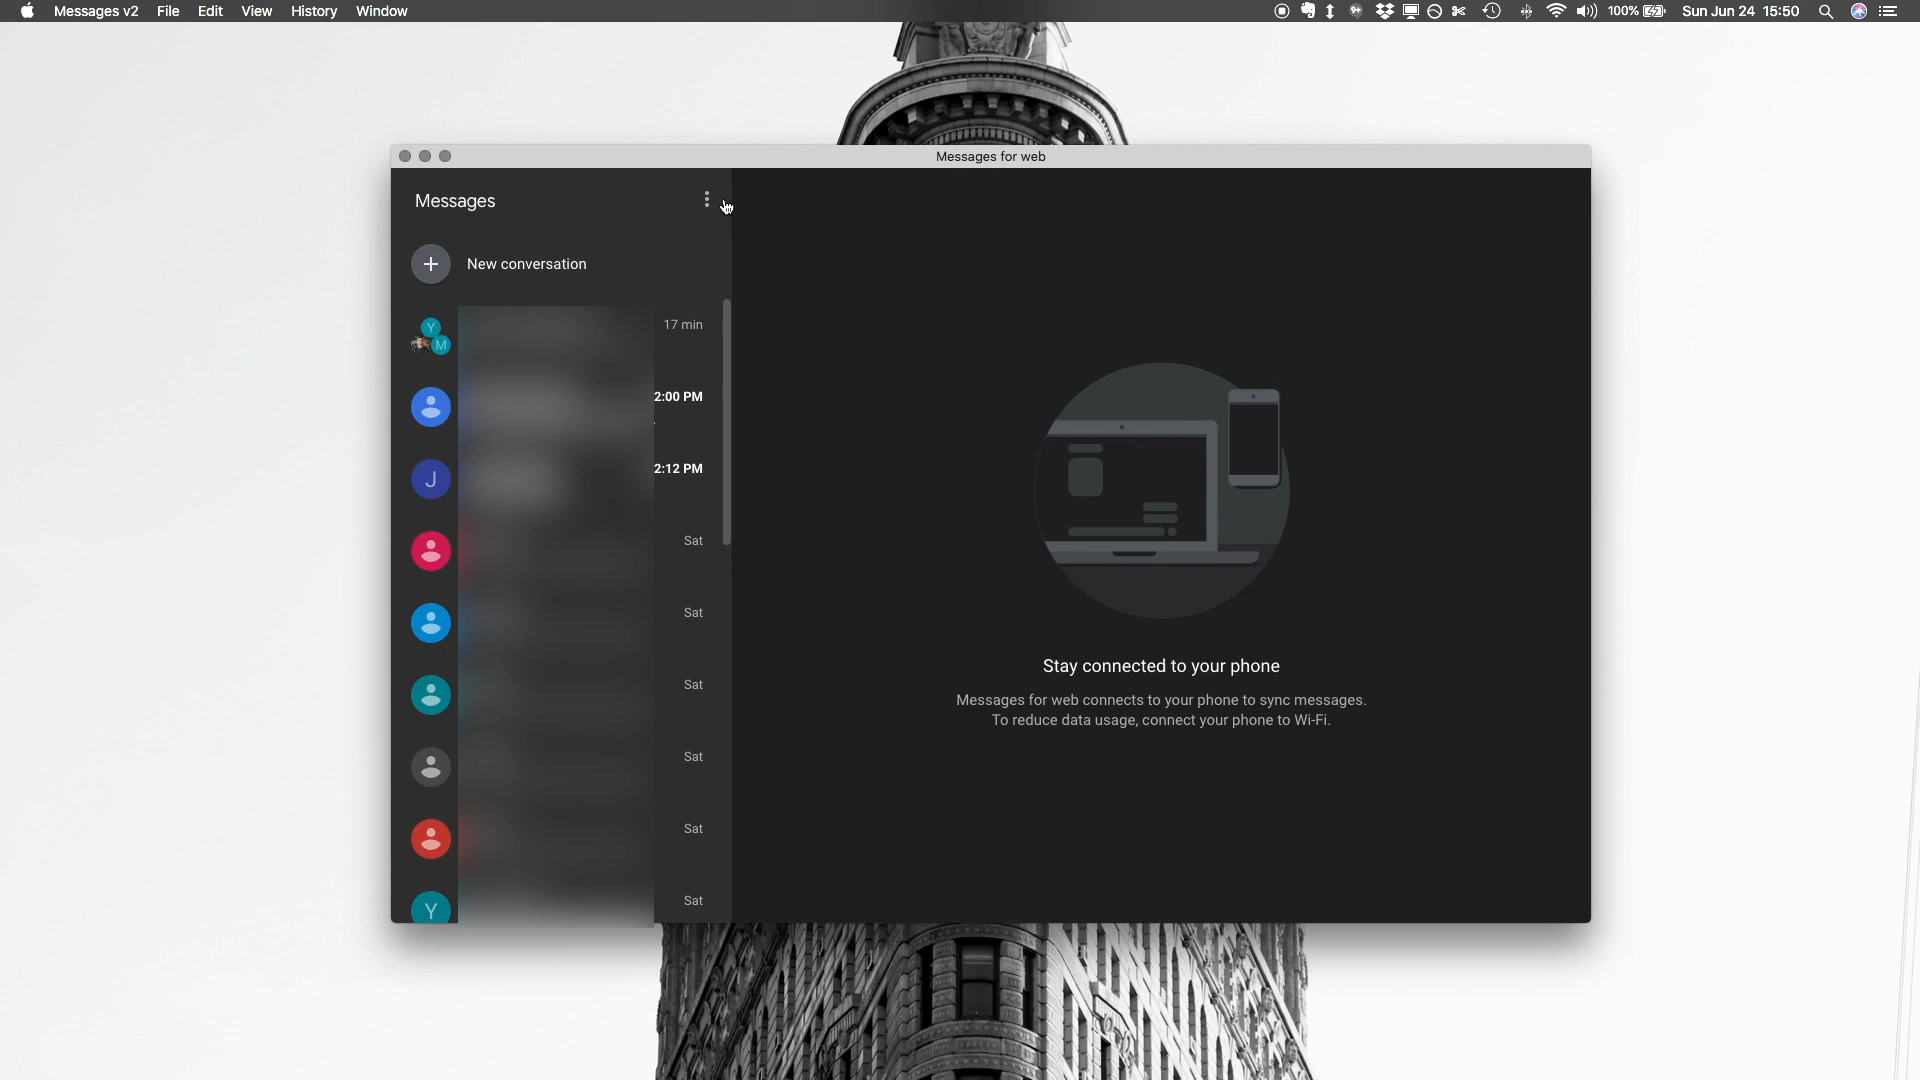 Messages v2 File Edit View History Window 9+ 100% Sun Jun 24 15:50
Messages for web
Messages
New conversation
Y
M
17 min
2:00 PM
J
2:12 PM
Sat
Sat
Sat
Sat
Sat
Y
Sat
Stay connected to your phone
Messages for web connects to your phone to sync messages.
To reduce data usage, connect your phone to Wi-Fi.